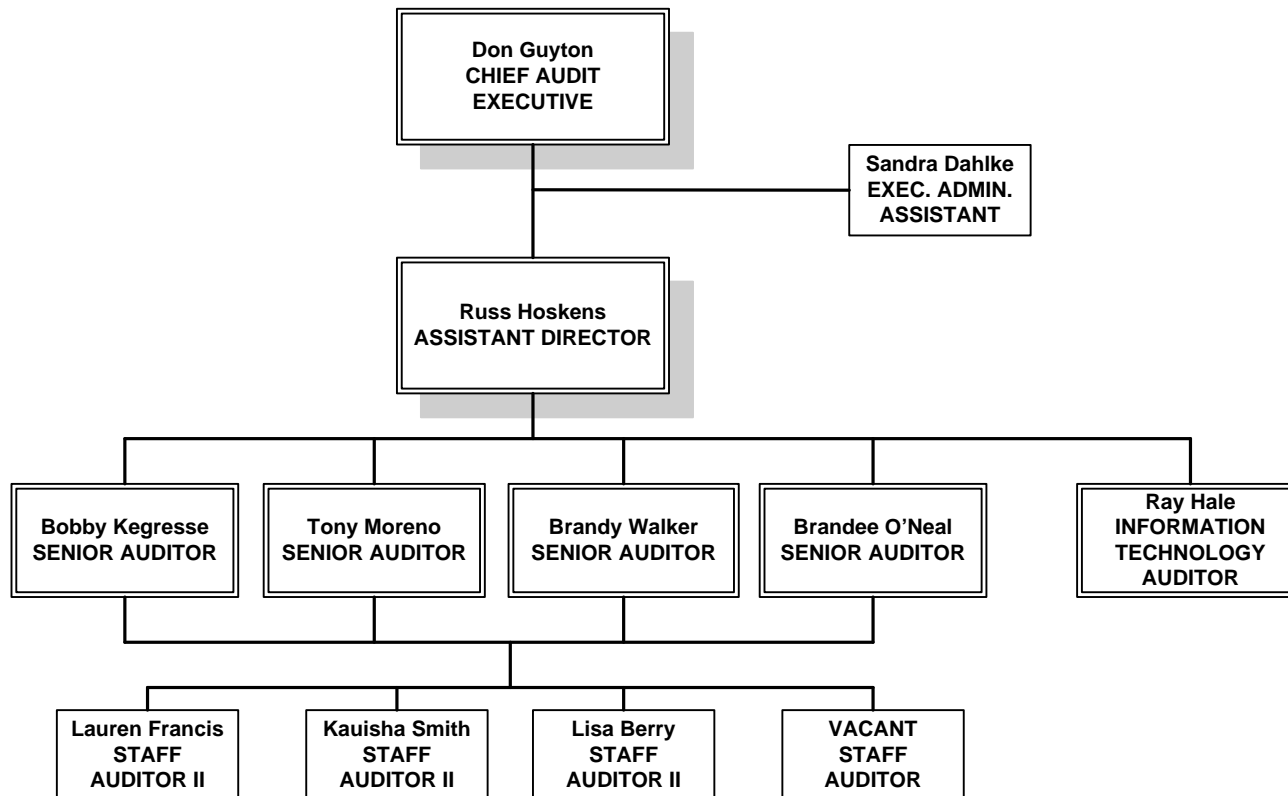 Don Guyton
CHIEF AUDIT
EXECUTIVE
Sandra Dahlke
EXEC. ADMIN.
ASSISTANT
Russ Hoskens
ASSISTANT DIRECTOR
Bobby Kegresse
SENIOR AUDITOR
Tony Moreno
SENIOR AUDITOR
Brandy Walker
SENIOR AUDITOR
Brandee O’Neal
SENIOR AUDITOR
Ray Hale
INFORMATION
TECHNOLOGY
AUDITOR
Lauren Francis
STAFF
AUDITOR II
Kauisha Smith
STAFF
AUDITOR II
Lisa Berry
STAFF
AUDITOR II
VACANT
STAFF
AUDITOR